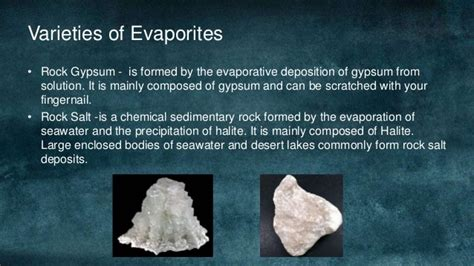 Varieties of Evaporites
• Rock Gypsum - is formed by the evaporative deposition of gypsum from
solution. It is mainly composed of gypsum and can be scratched with your
fingernail.
• Rock Salt -is a chemical sedimentary rock formed by the evaporation of
seawater and the precipitation of halite. It is mainly composed of Halite.
Large enclosed bodies of seawater and desert lakes commonly form rock salt
deposits.